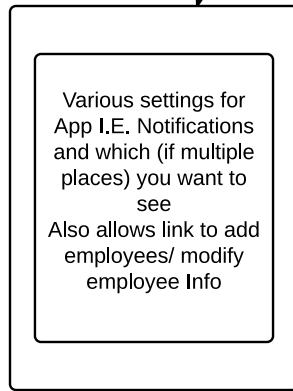 Various settings for
App I.E. Notifications
and which (if multiple
places) you want to
see
Also allows link to add
employees/ modify
employee Info